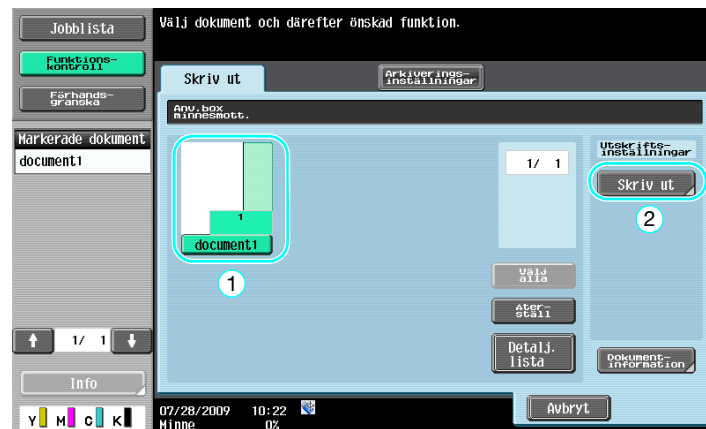 Jobblista
Funktions-
kontroll
Förhands-
granska
Markerade dokument
document1
1/ 1
Info
Y M C K
Välj dokument och därefter önskad funktion.
Skriv ut
Arkiverings-
inställningar
Anv.box
minnesmott.
1
document1
1
1/ 1
Välj
alla
Åter-
ställ
Detalj.
lista
Utskrifts-
inställningar
Skriv ut
2
Dokument-
information
07/28/2009 10:22
Minne 0%
Avbryt